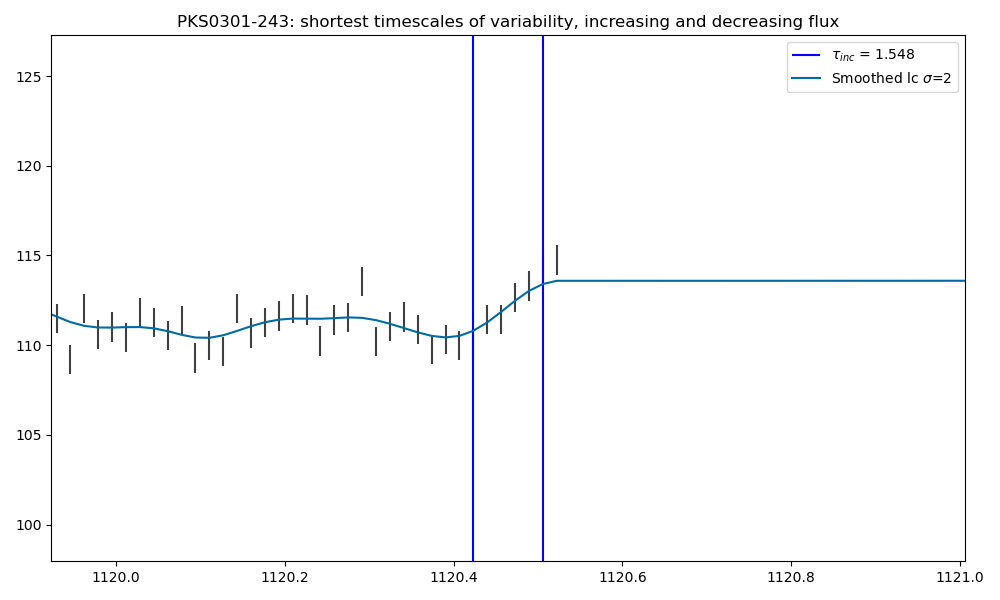 PKS0301-243: shortest timescales of variability, increasing and decreasing flux
τinc = 1.548
Smoothed lc σ=2
125
120
115
110
105
100
1120.0 1120.2 1120.4 1120.6 1120.8 1121.0